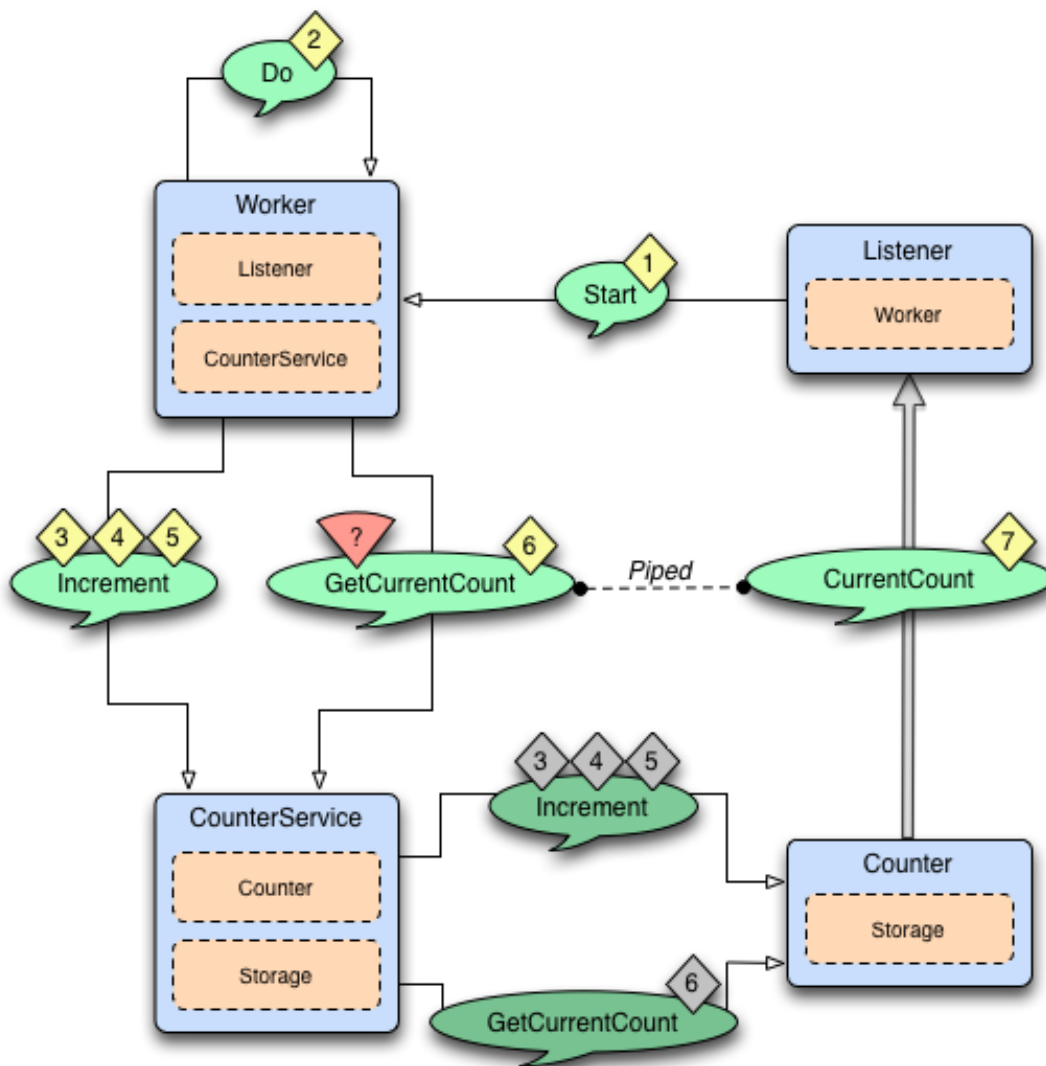 2
Do
Worker
Listener
CounterService
1
Start
Listener
Worker
3 4 5
Increment
?
6
GetCurrentCount
Piped
7
CurrentCount
CounterService
Counter
Storage
3 4 5
Increment
6
GetCurrentCount
Counter
Storage